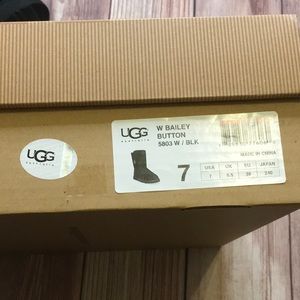 UGG
australia
UGG
australia
W BAILEY
BUTTON
5803 W / BLK
MADE IN CHINA
7
USA UK EU JAPAN
7 5.5 38 240